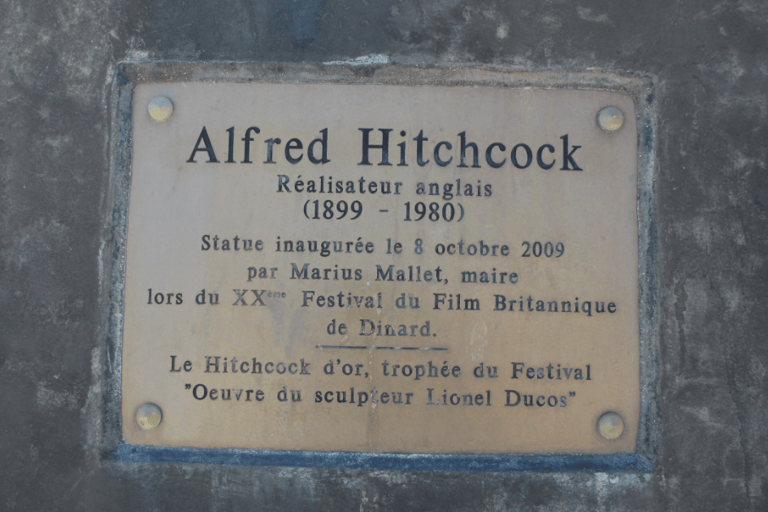 Alfred Hitchcock
Réalisateur anglais
(1899 - 1980)
Statue inaugurée le 8 octobre 2009
par Marius Mallet, maire
lors du XXème Festival du Film Britannique
de Dinard.
Le Hitchcock d'or, trophée du Festival
"Oeuvre du sculpteur Lionel Ducos"